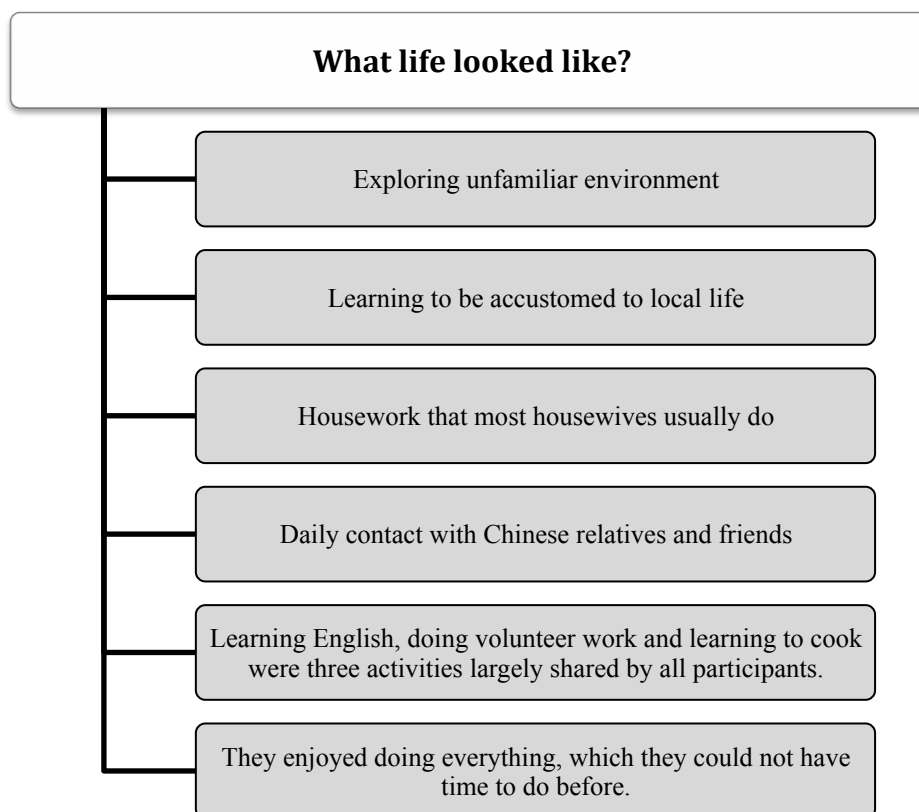 What life looked like?
Exploring unfamiliar environment
Learning to be accustomed to local life
Housework that most housewives usually do
Daily contact with Chinese relatives and friends
Learning English, doing volunteer work and learning to cook
were three activities largely shared by all participants.
They enjoyed doing everything, which they could not have
time to do before.